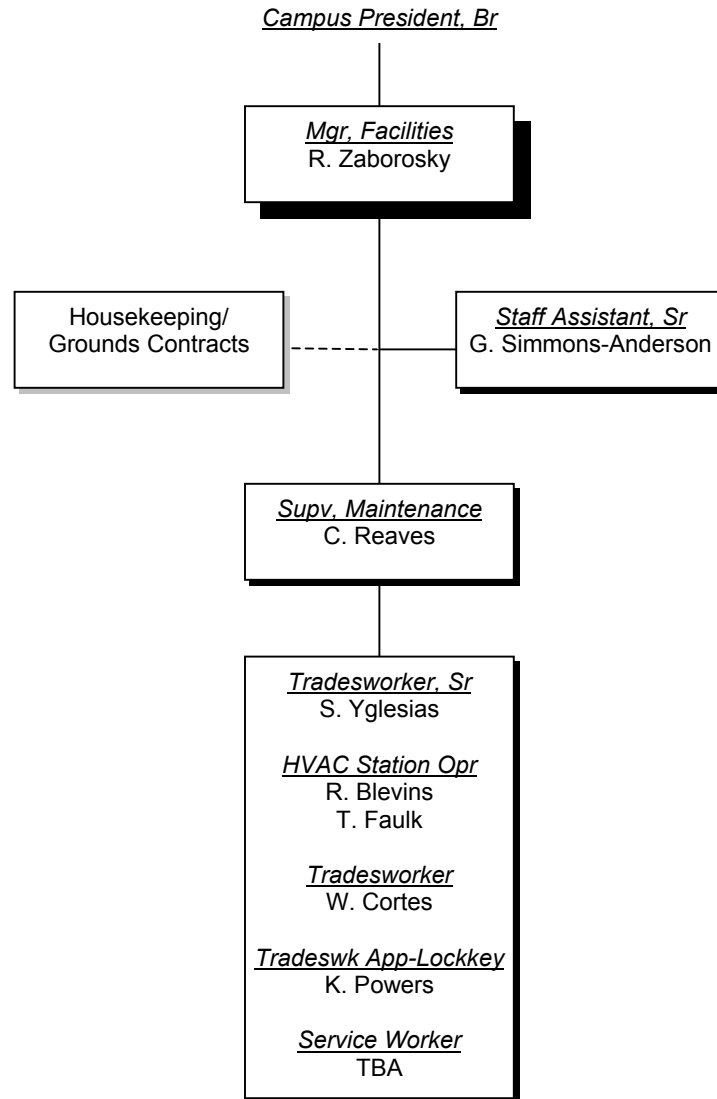 Campus President, Br
Mgr, Facilities
R. Zaborosky
Housekeeping/
Grounds Contracts
Staff Assistant, Sr
G. Simmons-Anderson
Supv, Maintenance
C. Reaves
Tradesworker, Sr
S. Yglesias
HVAC Station Opr
R. Blevins
T. Faulk
Tradesworker
W. Cortes
Tradeswk App-Lockkey
K. Powers
Service Worker
TBA